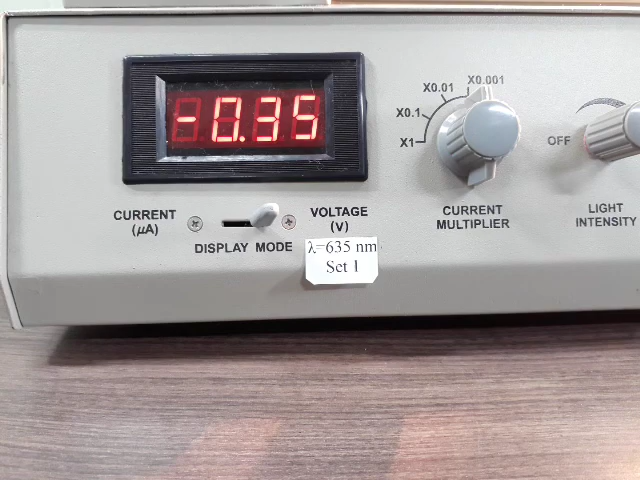 -0.35
X0.001
X0.01
X0.1
X1
OFF
CURRENT
(μA)
VOLTAGE
(V)
DISPLAY MODE
CURRENT
MULTIPLIER
LIGHT
INTENSITY
λ=635 nm
Set 1